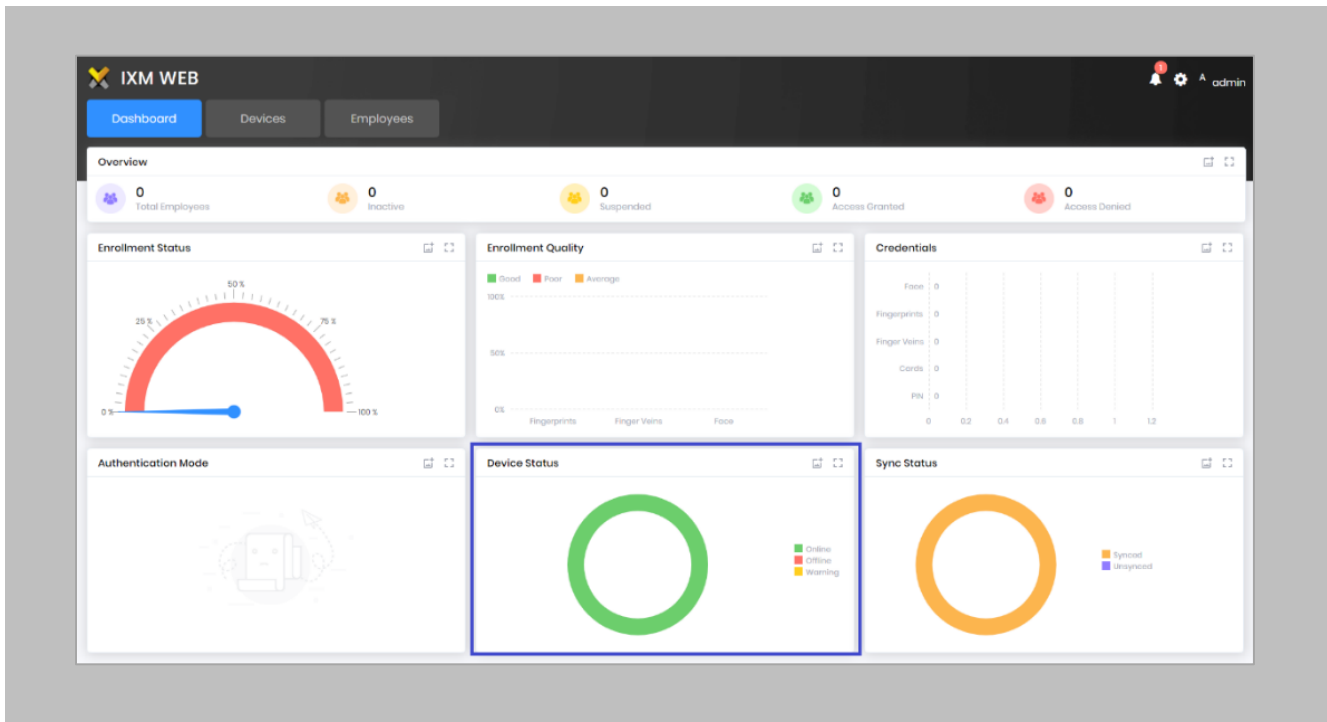 IXM WEB
1
A admin
Dashboard Devices Employees
Overview
0 Total Employees
0 Inactive
0 Suspended
0 Access Granted
0 Access Denied
Enrollment Status
0 %
25 %
50 %
75 %
100 %
Enrollment Quality
Good Poor Average
100%
50%
0%
Fingerprints Finger Veins Face
Credentials
Face 0
Fingerprints 0
Finger Veins 0
Cards 0
PIN 0
0 0.2 0.4 0.6 0.8 1 1.2
Authentication Mode
Device Status
Online
Offline
Warning
Sync Status
Synced
Unsynced